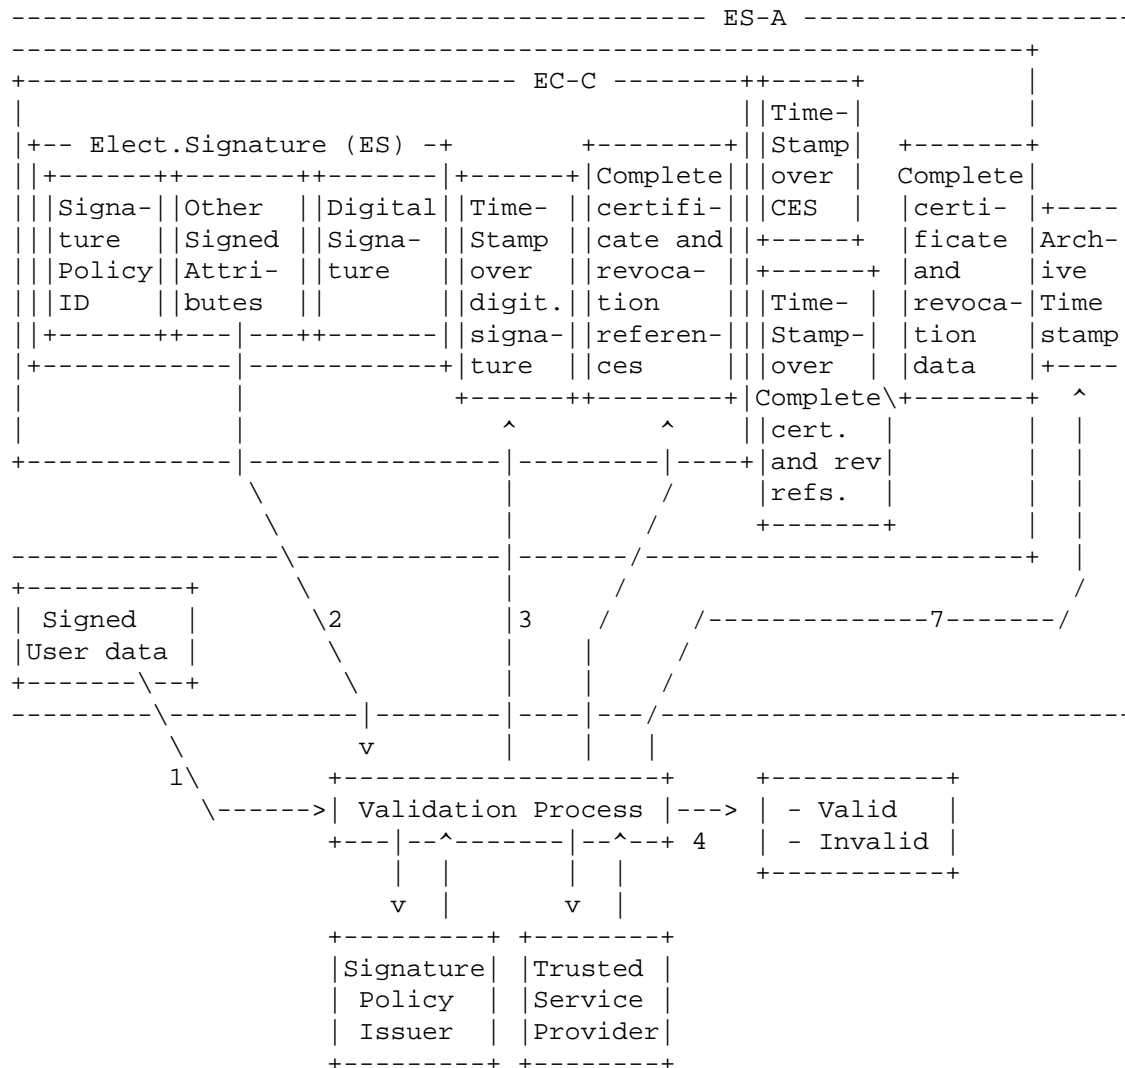 --------------------------------------------- ES-A --------------------
----------------------------------------------------------------+
+------------------------------- EC-C --------++-----+          |
|                                             ||Time-|          |
|+-- Elect.Signature (ES) -+        +--------+||Stamp|  +-------+
||+------++-------++-------|+------+|Complete|||over |  Complete|
|||Signa-||Other  ||Digital||Time- ||certifi-|||CES  |  |certi- |+----
|||ture  ||Signed ||Signa- ||Stamp ||cate and||+-----+  |ficate |Arch-
|||Policy||Attri- ||ture   ||over  ||revoca- |||+------+ |and    |ive
|||ID    ||butes  ||       ||digit.||tion    |||Time-  | |revoca-|Time
||+------++---|---++-------||signa-||referen-|||Stamp- | |tion   |stamp
|+------------|------------+|ture  ||ces     |||over   | |data   |+----
|             |             +------++--------+|Complete\+-------+  ^
|             |                ^         ^    ||cert.  |        |  |
+-------------|----------------|---------|----+|and rev|        |  |
               \               |         /     |refs.  |        |  |
                \              |        /      +-------+        |  |
-----------------\-------------|-------/------------------------+  |
+----------+      \            |      /                            /
| Signed   |       \2          |3    /     /--------------7-------/
|User data |        \          |    |     /
+-------\--+         \         |    |    /
---------\------------|--------|----|---/------------------------------
          \           v        |    |   |
          1\        +---------------------+     +-----------+
            \------>| Validation Process  |---> | - Valid   |
                    +---|--^-------|--^---+ 4   | - Invalid |
                        |  |       |  |         +-----------+
                        v  |       v  |
                    +---------+ +--------+
                    |Signature| |Trusted |
                    | Policy  | |Service |
                    | Issuer  | |Provider|
                    +---------+ +--------+